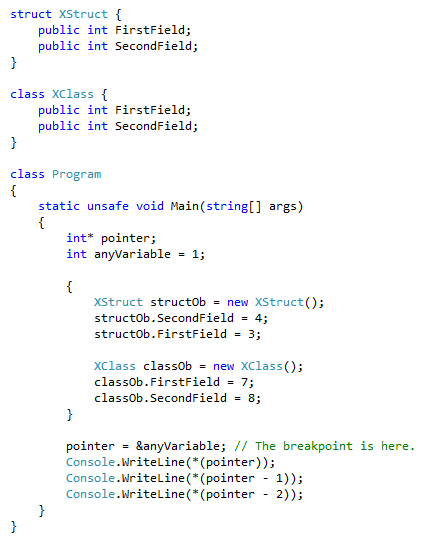 struct XStruct {
    public int FirstField;
    public int SecondField;
}

class XClass {
    public int FirstField;
    public int SecondField;
}

class Program
{
    static unsafe void Main(string[] args)
    {
        int* pointer;
        int anyVariable = 1;

        {
            XStruct structOb = new XStruct();
            structOb.SecondField = 4;
            structOb.FirstField = 3;

            XClass classOb = new XClass();
            classOb.FirstField = 7;
            classOb.SecondField = 8;
        }

        pointer = &anyVariable; // The breakpoint is here.
        Console.WriteLine(*(pointer));
        Console.WriteLine(*(pointer - 1));
        Console.WriteLine(*(pointer - 2));
    }
}